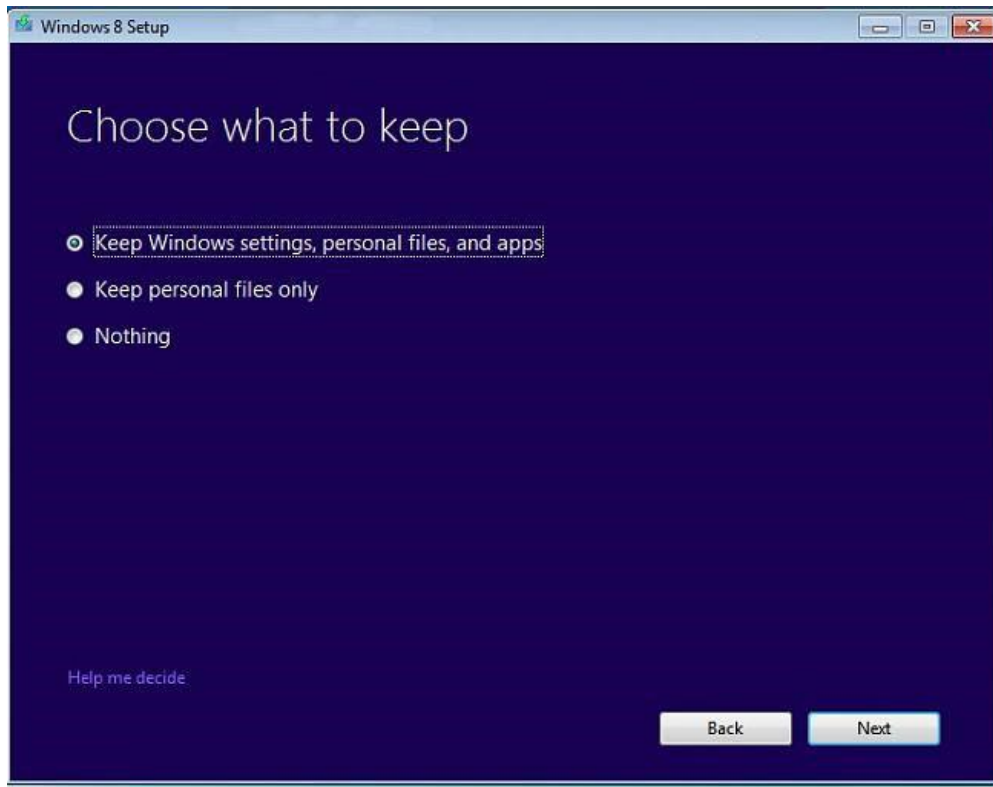 Windows 8 Setup
Choose what to keep
Keep Windows settings, personal files, and apps
Keep personal files only
Nothing
Help me decide
Back
Next